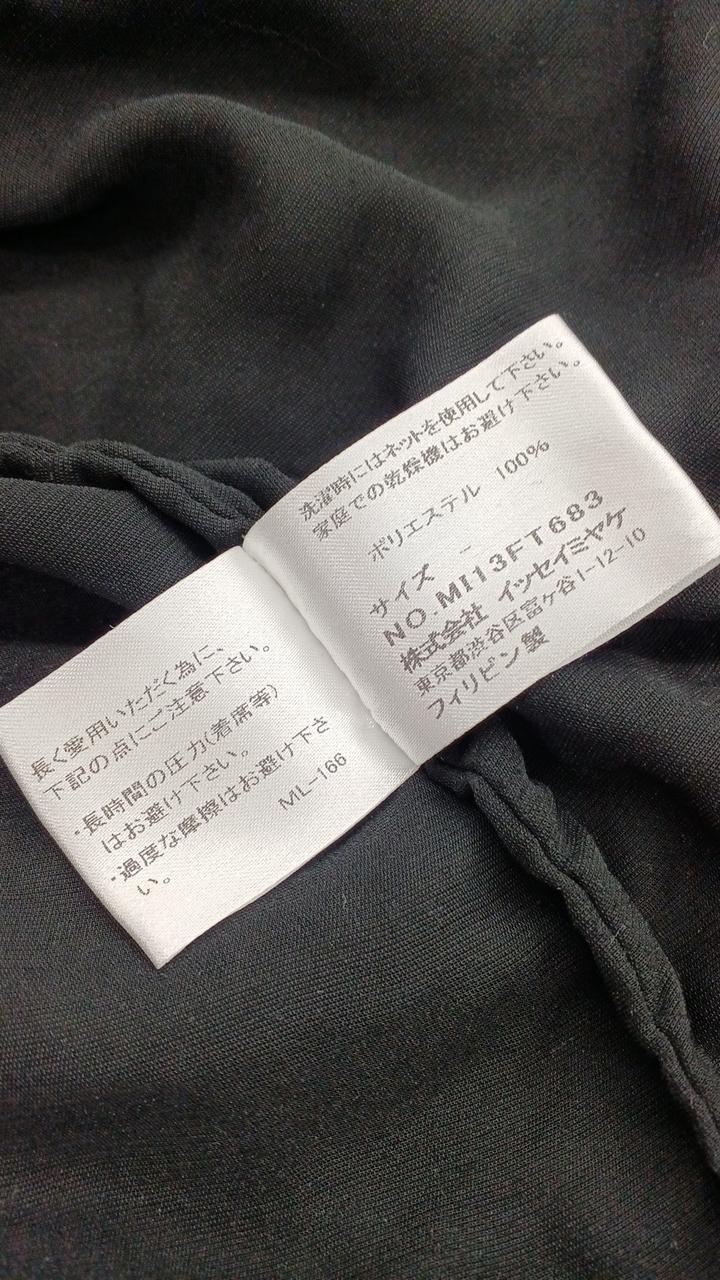 長く愛用いただく為に、
下記の点にご注意下さい。
・長時間の圧力(着席等)
はお避け下さい。
・過度な摩擦はお避け下さ
い。
ML-166
洗濯時にはネットを使用して下さい。
家庭での乾燥機はお避け下さい。
ポリエステル 100%
サイズ -
NO.MI13FT683
株式会社 イッセイミヤケ
東京都渋谷区富ヶ谷1-12-10
フィリピン製